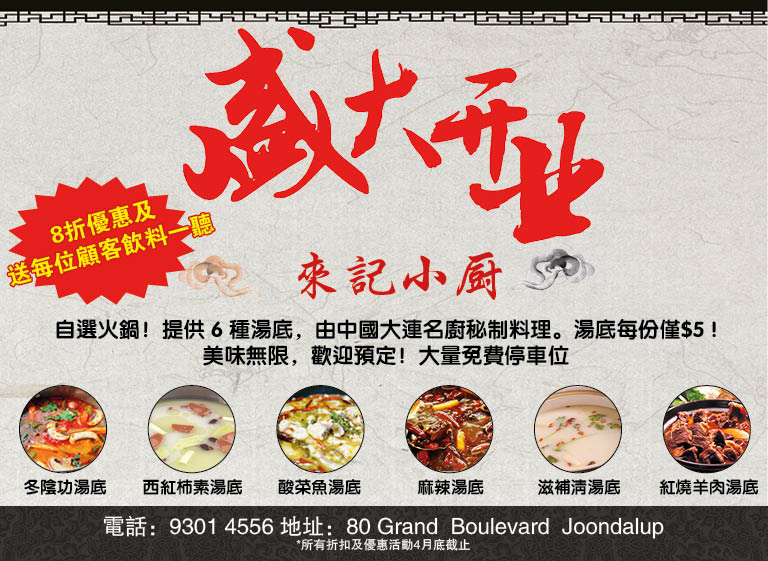 盛大开业
8折優惠及
送每位顧客飲料一聽
來記小厨
自選火鍋！提供 6 種湯底，由中國大連名廚秘制料理。湯底每份僅$5！
美味無限，歡迎預定！大量免費停車位
冬陰功湯底
西紅柿素湯底
酸菜魚湯底
麻辣湯底
滋補清湯底
紅燒羊肉湯底
電話：9301 4556 地址：80 Grand Boulevard Joondalup
*所有折扣及優惠活動4月底截止